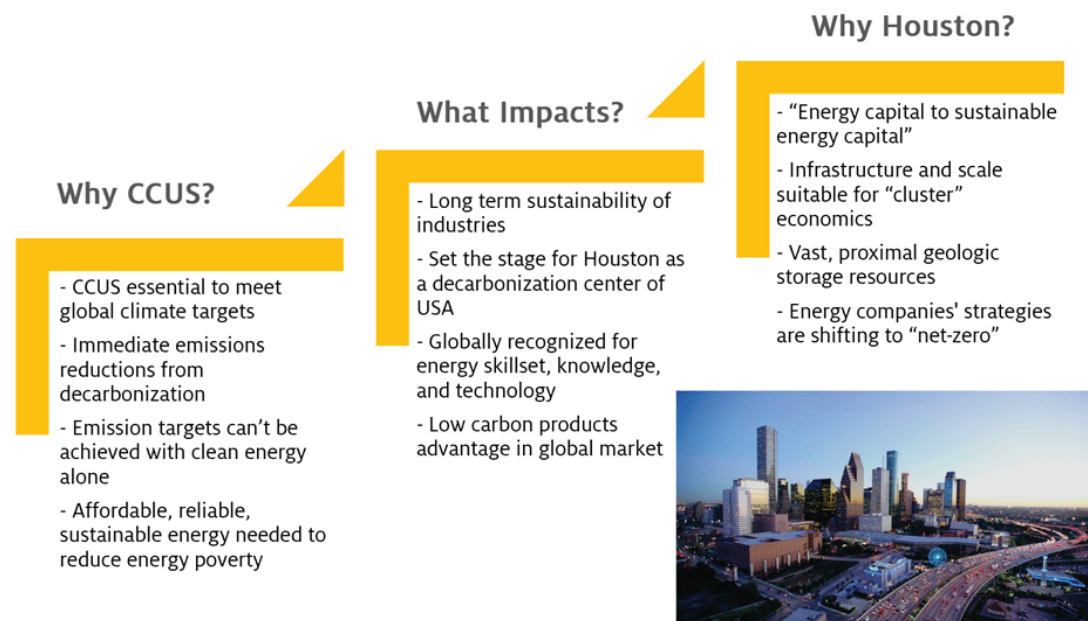 Why CCUS?
- CCUS essential to meet
global climate targets
- Immediate emissions
reductions from
decarbonization
- Emission targets can’t be
achieved with clean energy
alone
- Affordable, reliable,
sustainable energy needed to
reduce energy poverty
What Impacts?
- Long term sustainability of
industries
- Set the stage for Houston as
a decarbonization center of
USA
- Globally recognized for
energy skillset, knowledge,
and technology
- Low carbon products
advantage in global market
Why Houston?
- “Energy capital to sustainable
energy capital”
- Infrastructure and scale
suitable for “cluster”
economics
- Vast, proximal geologic
storage resources
- Energy companies' strategies
are shifting to “net-zero”